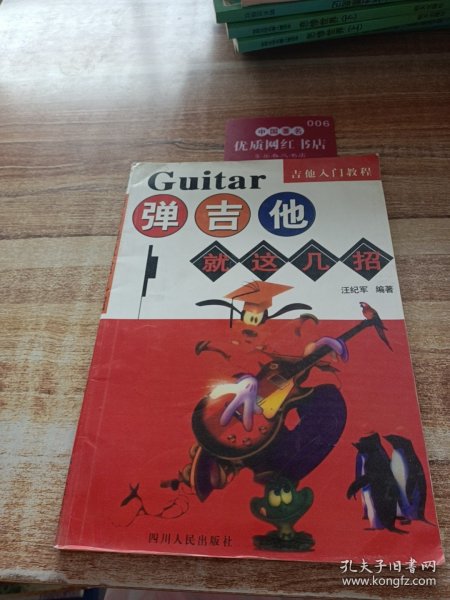 006
中国著名
优质网红书店
Guitar
吉他入门教程
弹吉他
就这几招
汪纪军 编著
四川人民出版社
孔夫子旧书网
www.kongfz.com